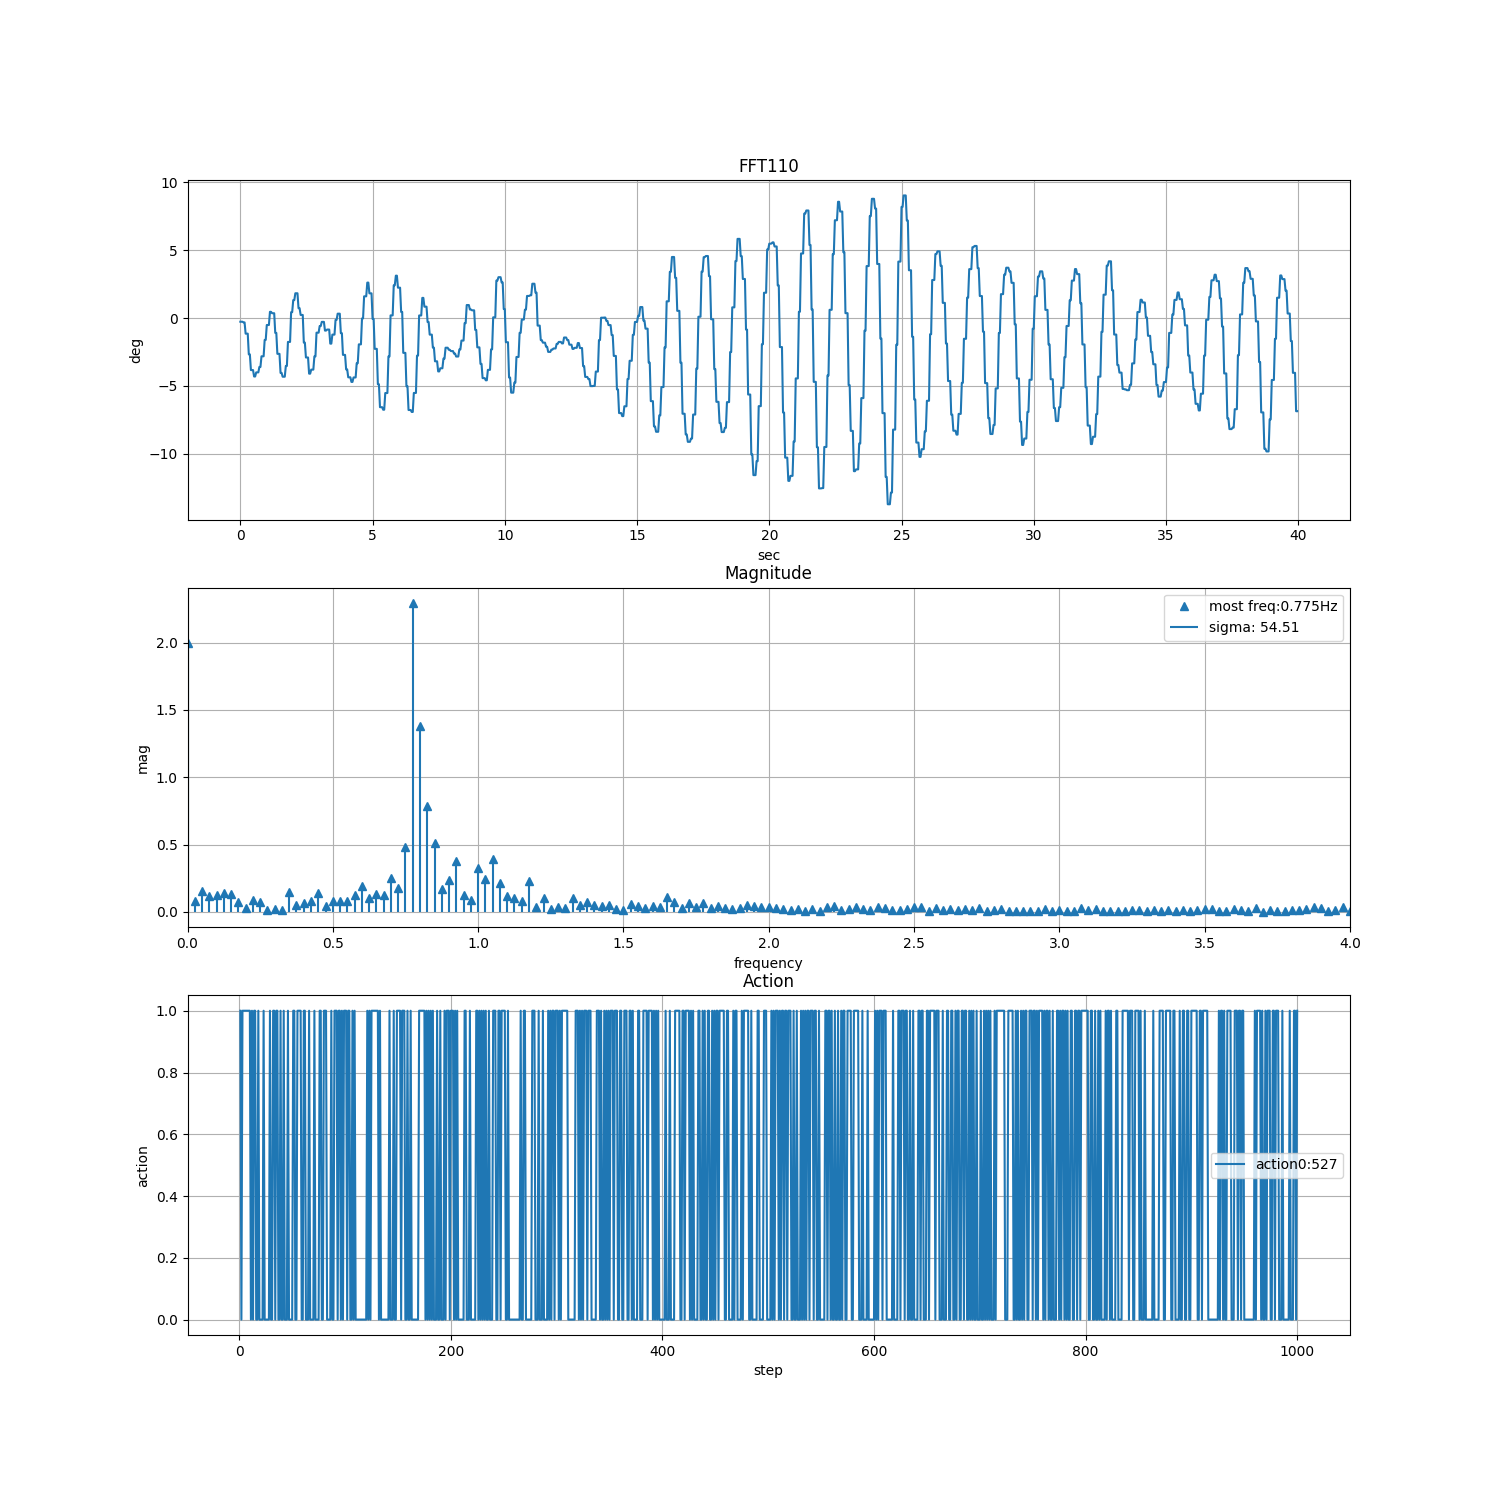 FFT110
10
5
0
−5
−10
deg
0 5 10 15 20 25 30 35 40
sec
Magnitude
most freq:0.775Hz
sigma: 54.51
2.0
1.5
1.0
0.5
0.0
mag
0.0 0.5 1.0 1.5 2.0 2.5 3.0 3.5 4.0
frequency
Action
1.0
0.8
0.6
0.4
0.2
0.0
action
action0:527
0 200 400 600 800 1000
step